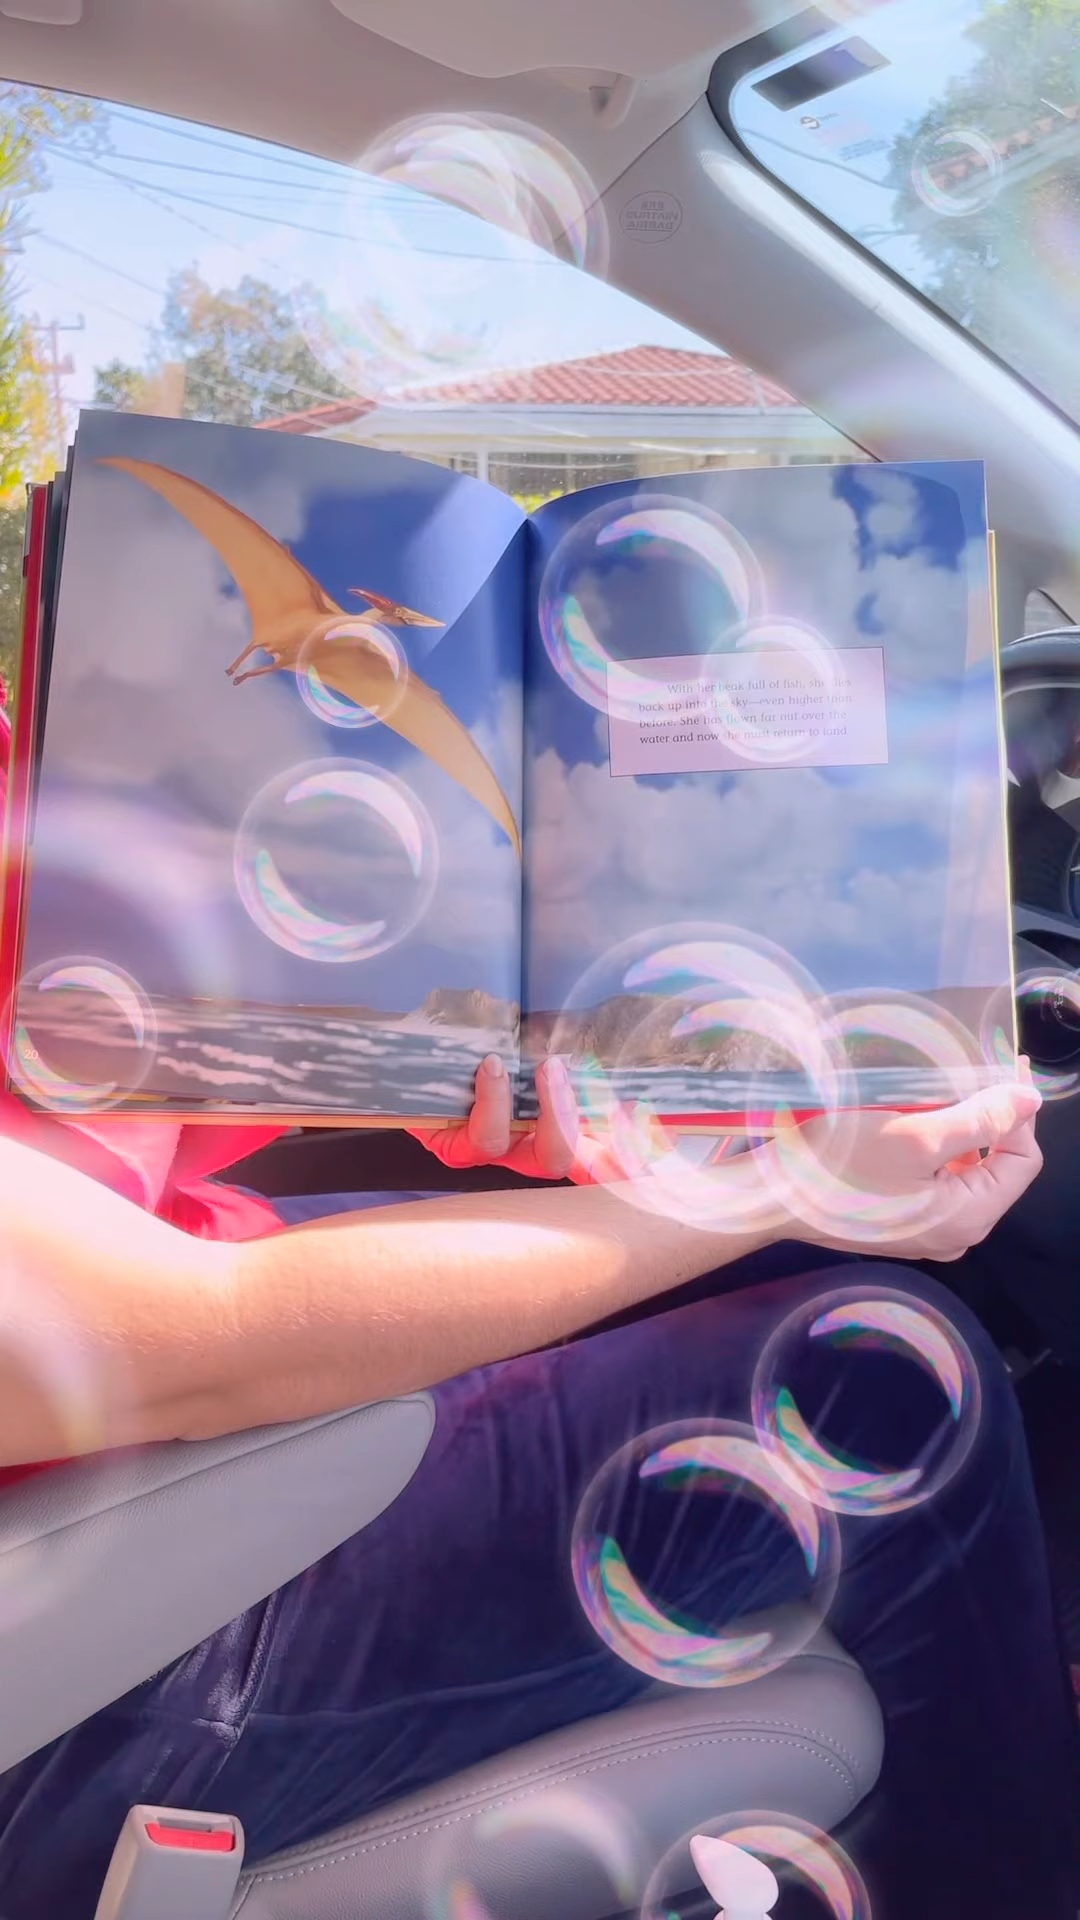 With her beak full of fish, she flies
back up into the sky—even higher than
before. She has flown far out over the
water and now she must return to land
20